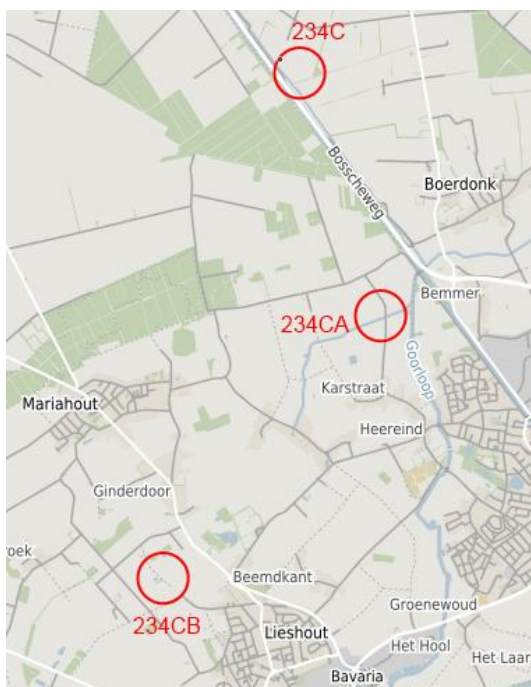 234C
Bosscheweg
Boerdonk
Bemmer
234CA
Goorloop
Karstraat
Mariahout
Heereind
Ginderdoor
roek
Beemdkant
Groenewoud
234CB
Lieshout
Het Hool
Het Laar
Bavaria